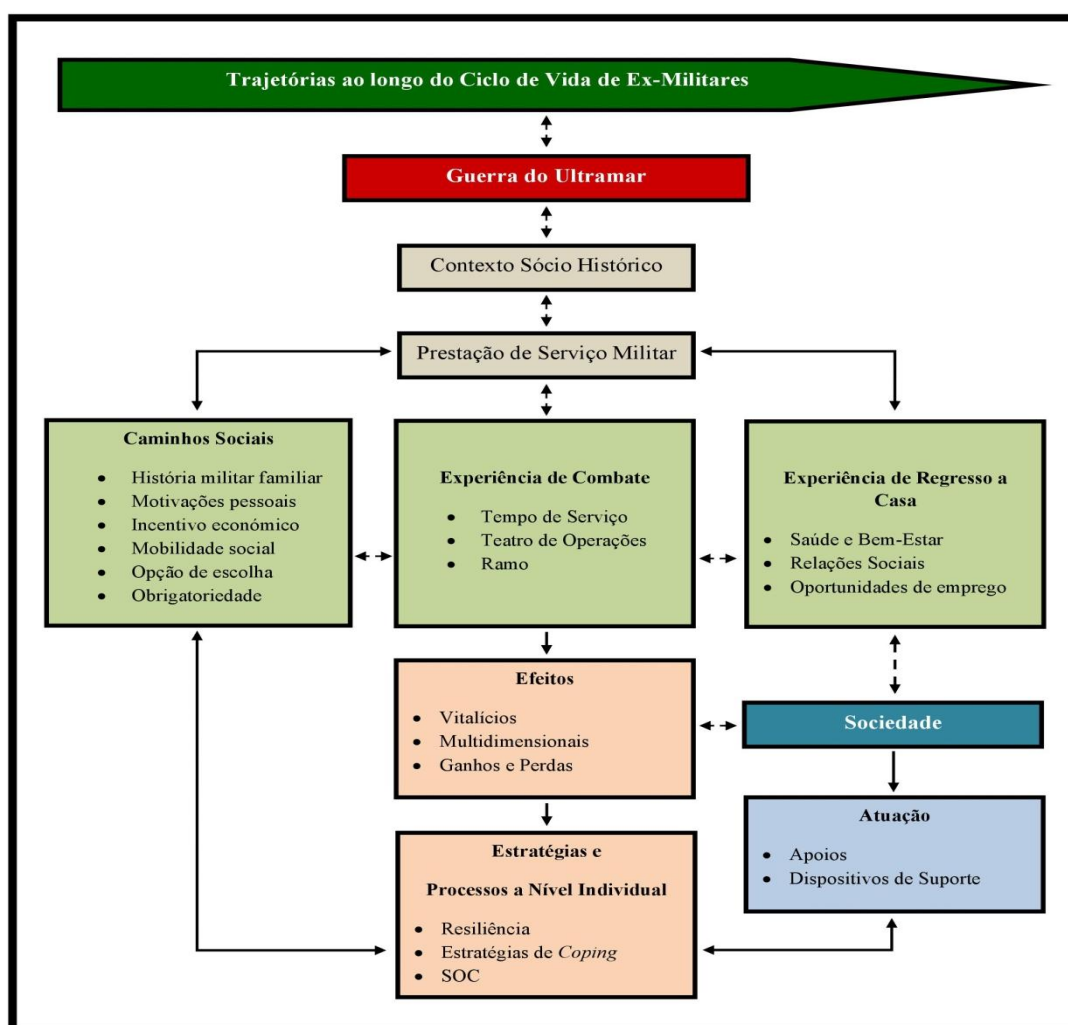 Trajetórias ao longo do Ciclo de Vida de Ex-Militares
Guerra do Ultramar
Contexto Sócio Histórico
Prestação de Serviço Militar
Caminhos Sociais
• História militar familiar
• Motivações pessoais
• Incentivo económico
• Mobilidade social
• Opção de escolha
• Obrigatoriedade
Experiência de Combate
• Tempo de Serviço
• Teatro de Operações
• Ramo
Experiência de Regresso a
Casa
• Saúde e Bem-Estar
• Relações Sociais
• Oportunidades de emprego
Efeitos
• Vitalícios
• Multidimensionais
• Ganhos e Perdas
Sociedade
Atuação
• Apoios
• Dispositivos de Suporte
Estratégias e
Processos a Nível Individual
• Resiliência
• Estratégias de Coping
• SOC